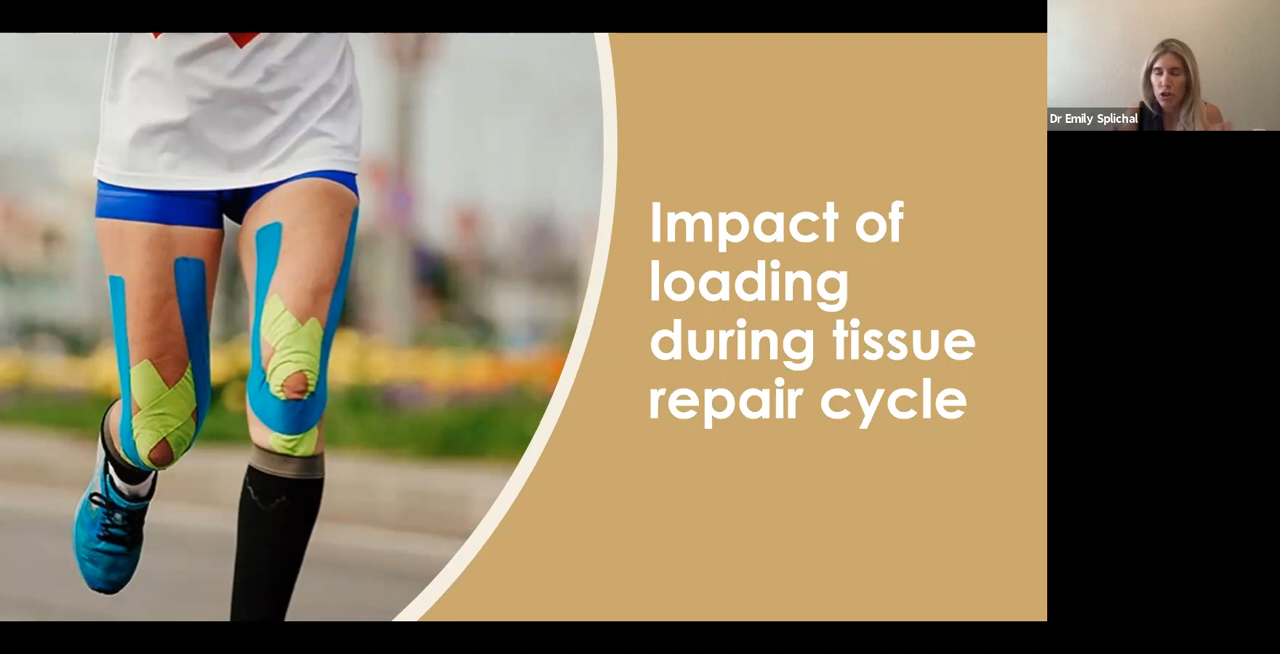 Impact of
loading
during tissue
repair cycle
Dr Emily Splichal